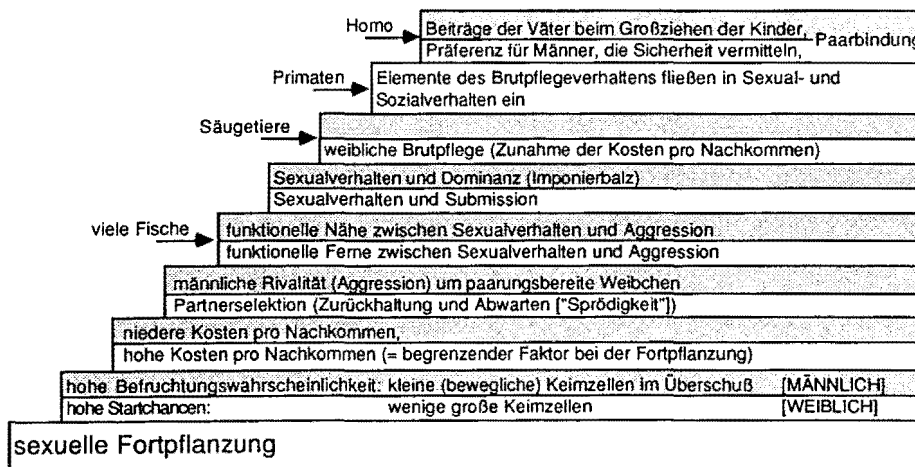 Homo
Beiträge der Väter beim Großziehen der Kinder,
Präferenz für Männer, die Sicherheit vermitteln,
Paarbindung
Primaten
Elemente des Brutpflegeverhaltens fließen in Sexual- und
Sozialverhalten ein
Säugetiere
weibliche Brutpflege (Zunahme der Kosten pro Nachkommen)
Sexualverhalten und Dominanz (Imponierbalz)
Sexualverhalten und Submission
viele Fische
funktionelle Nähe zwischen Sexualverhalten und Aggression
funktionelle Ferne zwischen Sexualverhalten und Aggression
männliche Rivalität (Aggression) um paarungsbereite Weibchen
Partnerselektion (Zurückhaltung und Abwarten ["Sprödigkeit"])
niedere Kosten pro Nachkommen,
hohe Kosten pro Nachkommen (= begrenzender Faktor bei der Fortpflanzung)
hohe Befruchtungswahrscheinlichkeit: kleine (bewegliche) Keimzellen im Überschuß [MÄNNLICH]
hohe Startchancen: wenige große Keimzellen [WEIBLICH]
sexuelle Fortpflanzung